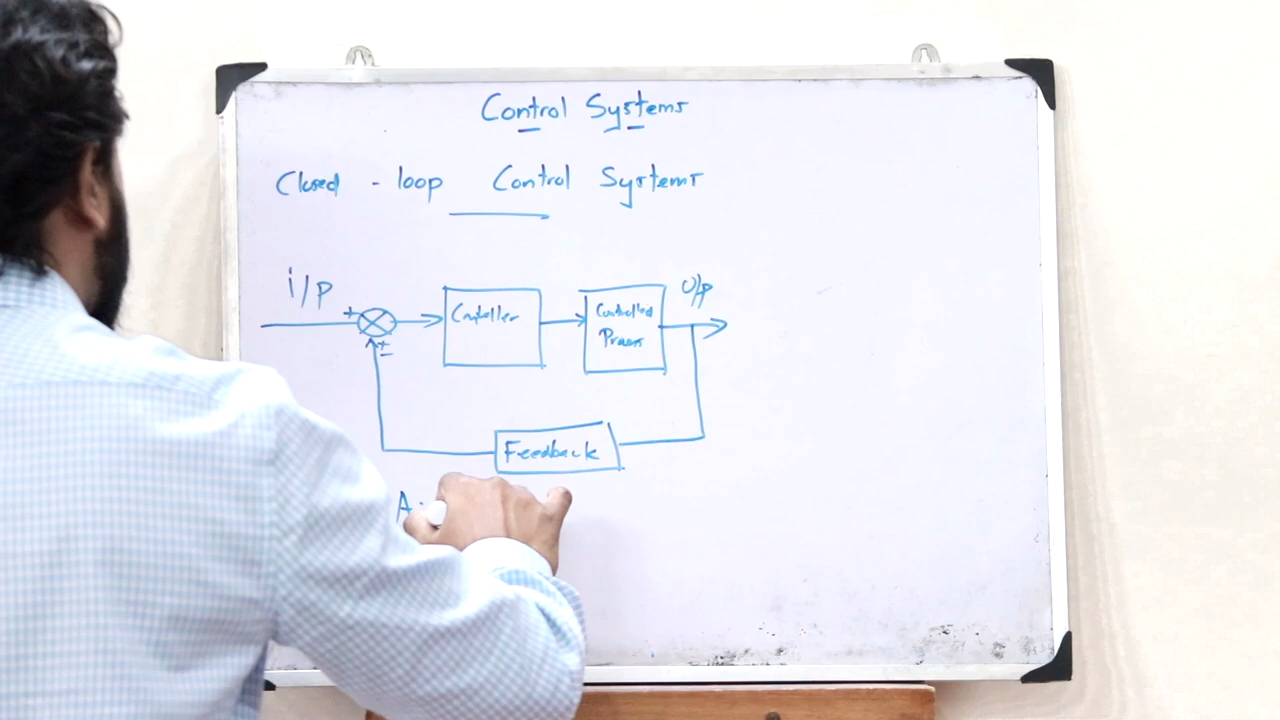 Control Systems
Closed - loop Control Systems
i/p
O/p
+
Controller
Controlled
Process
+
-
Feedback
A